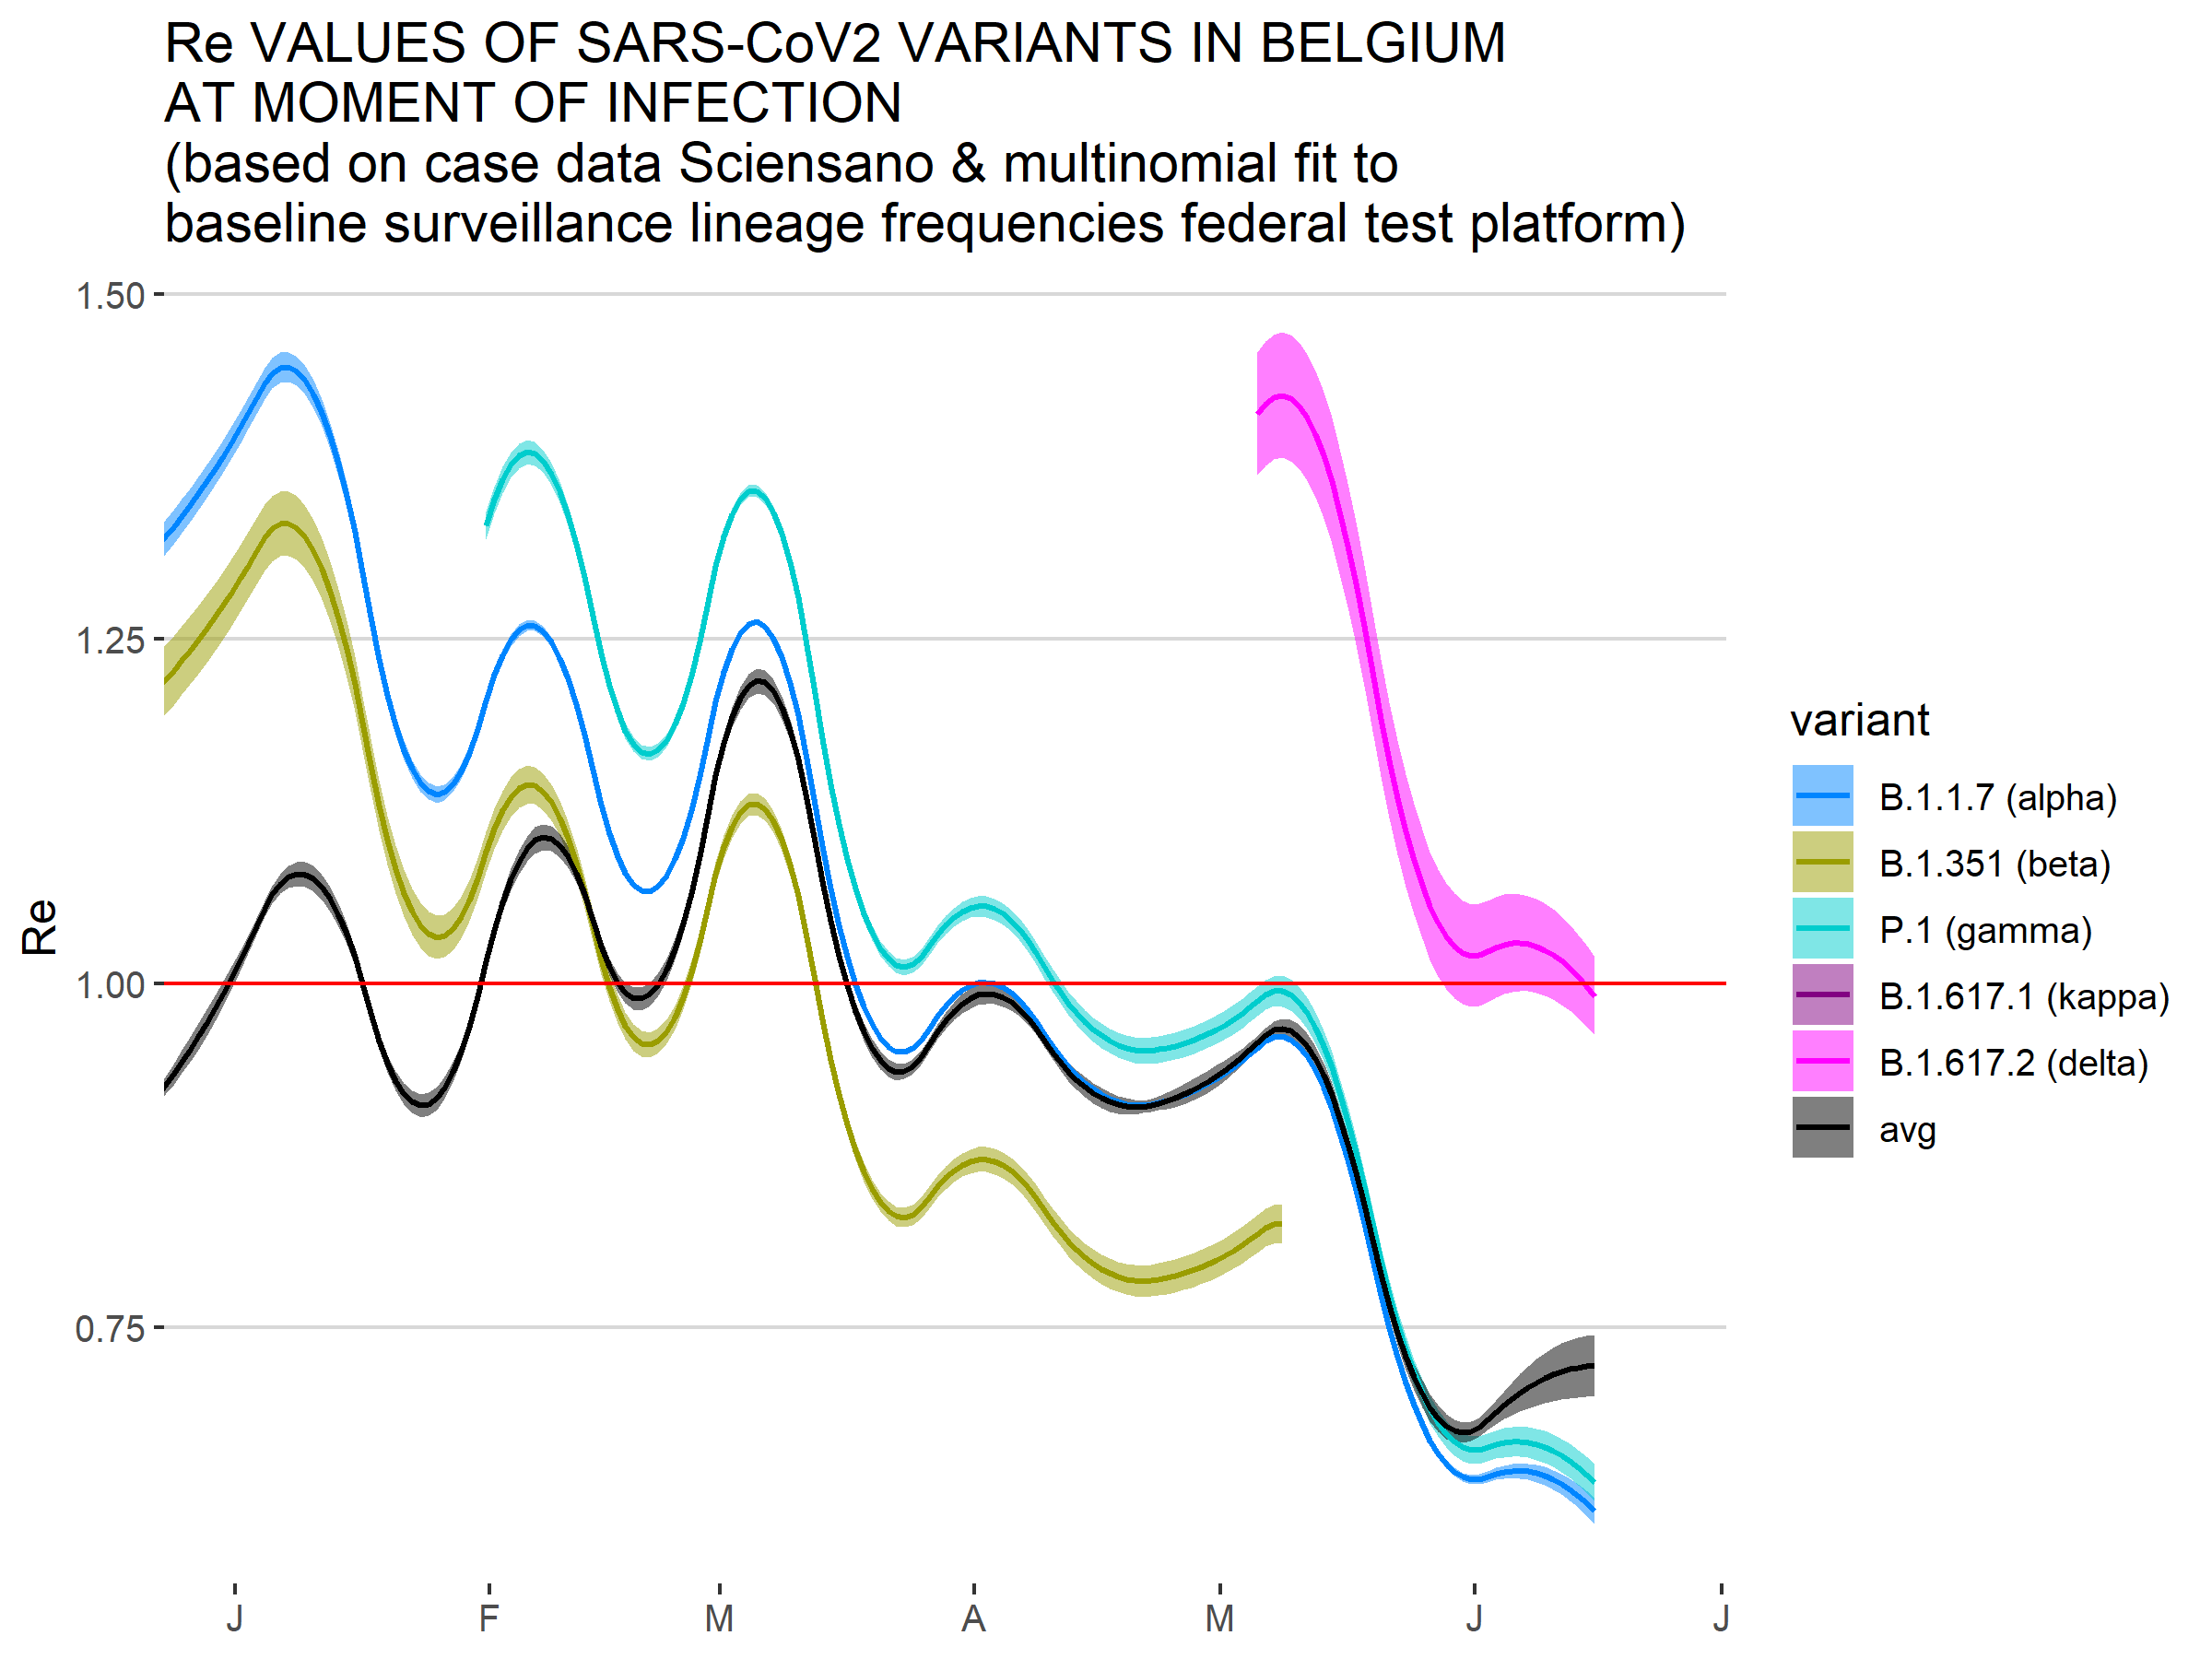 Re VALUES OF SARS-CoV2 VARIANTS IN BELGIUM
AT MOMENT OF INFECTION
(based on case data Sciensano & multinomial fit to
baseline surveillance lineage frequencies federal test platform)
1.50
1.25
1.00
0.75
Re
J F M A M J J
variant
B.1.1.7 (alpha)
B.1.351 (beta)
P.1 (gamma)
B.1.617.1 (kappa)
B.1.617.2 (delta)
avg